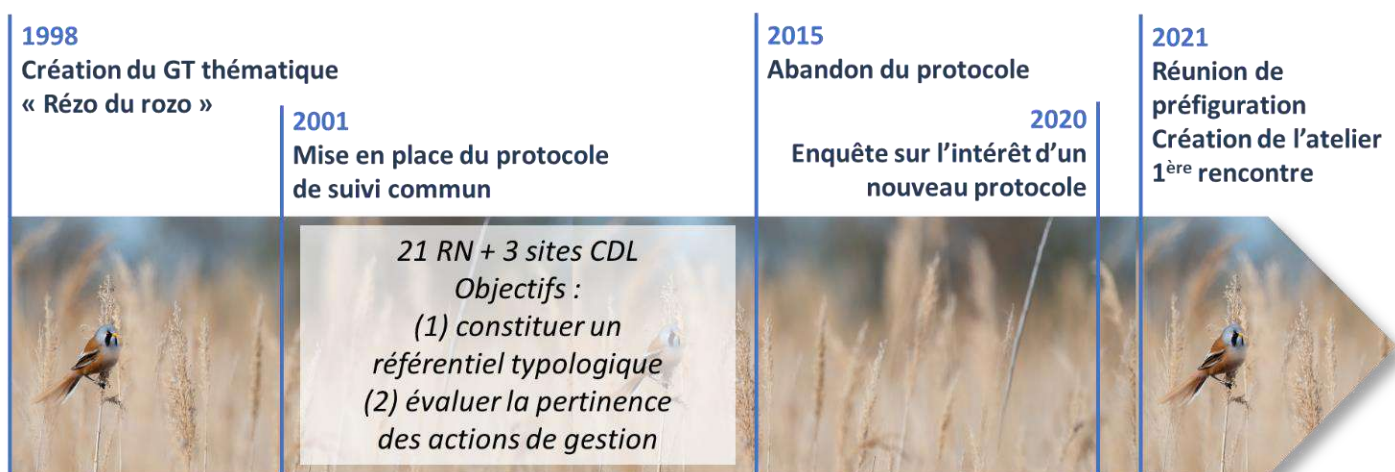 1998
Création du GT thématique
« Rézo du rozo »
2001
Mise en place du protocole
de suivi commun
21 RN + 3 sites CDL
Objectifs :
(1) constituer un
référentiel typologique
(2) évaluer la pertinence
des actions de gestion
2015
Abandon du protocole
2020
Enquête sur l’intérêt d’un
nouveau protocole
2021
Réunion de
préfiguration
Création de l’atelier
1ère rencontre